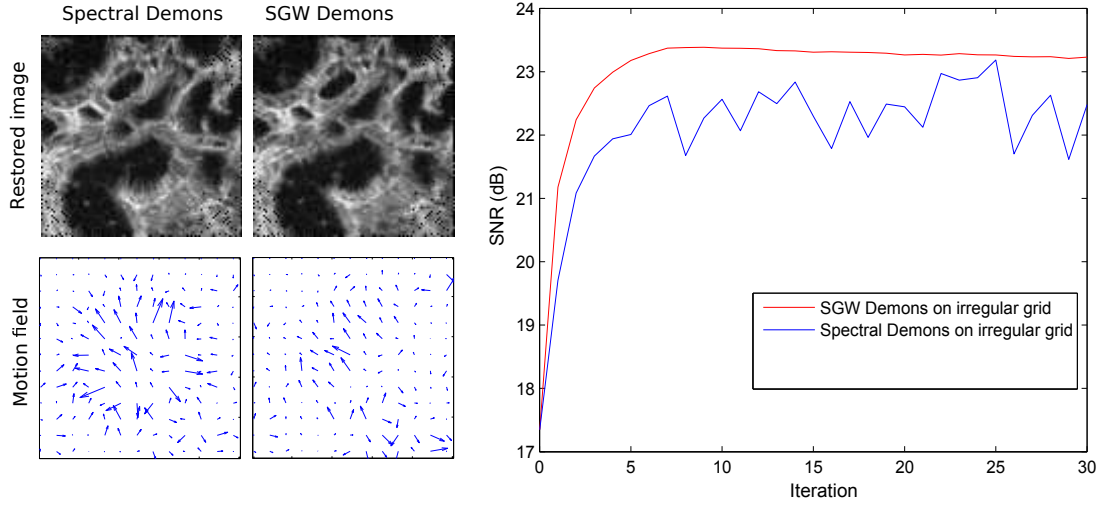 Spectral Demons
SGW Demons
Restored image
Motion field
SNR (dB)
24
23
22
21
20
19
18
17
0
5
10
15
20
25
30
Iteration
SGW Demons on irregular grid
Spectral Demons on irregular grid